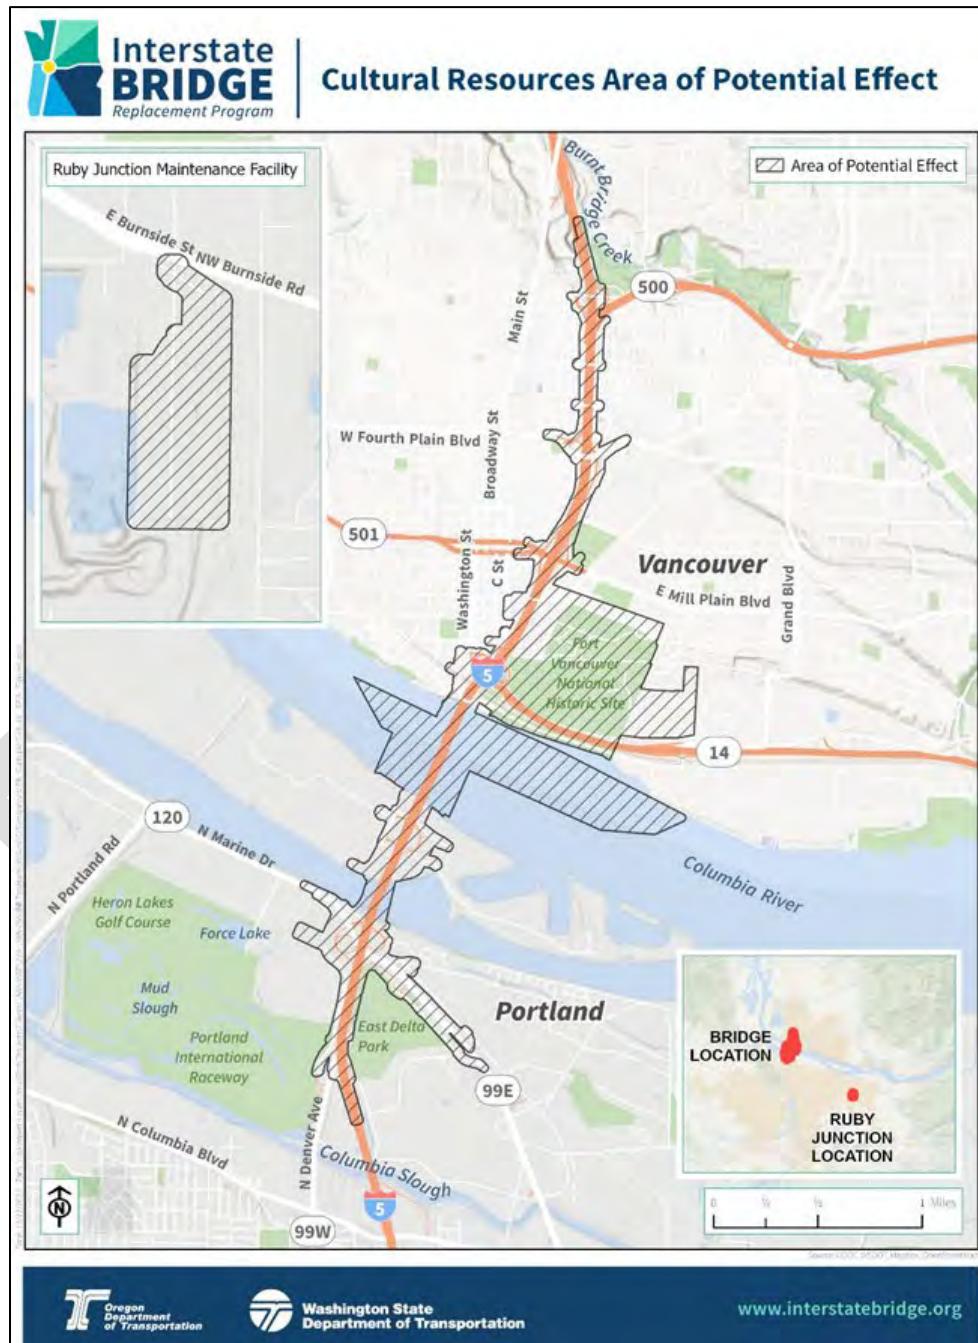 Interstate
BRIDGE
Replacement Program
Cultural Resources Area of Potential Effect
Ruby Junction Maintenance Facility
Area of Potential Effect
E Burnside St
NW Burnside Rd
Burnt Bridge Creek
500
Main St
W Fourth Plain Blvd
Broadway St
501
Washington St
C St
Vancouver
E Mill Plain Blvd
Grand Blvd
Fort
Vancouver
National
Historic Site
5
14
120
N Marine Dr
N Portland Rd
Columbia River
Heron Lakes
Golf Course
Force Lake
Mud
Slough
Portland
International
Raceway
East Delta
Park
Portland
99E
BRIDGE
LOCATION
RUBY
JUNCTION
LOCATION
N Columbia Blvd
N Denver Ave
Columbia Slough
5
99W
N
0
1 Miles
Oregon
Department
of Transportation
Washington State
Department of Transportation
www.interstatebridge.org